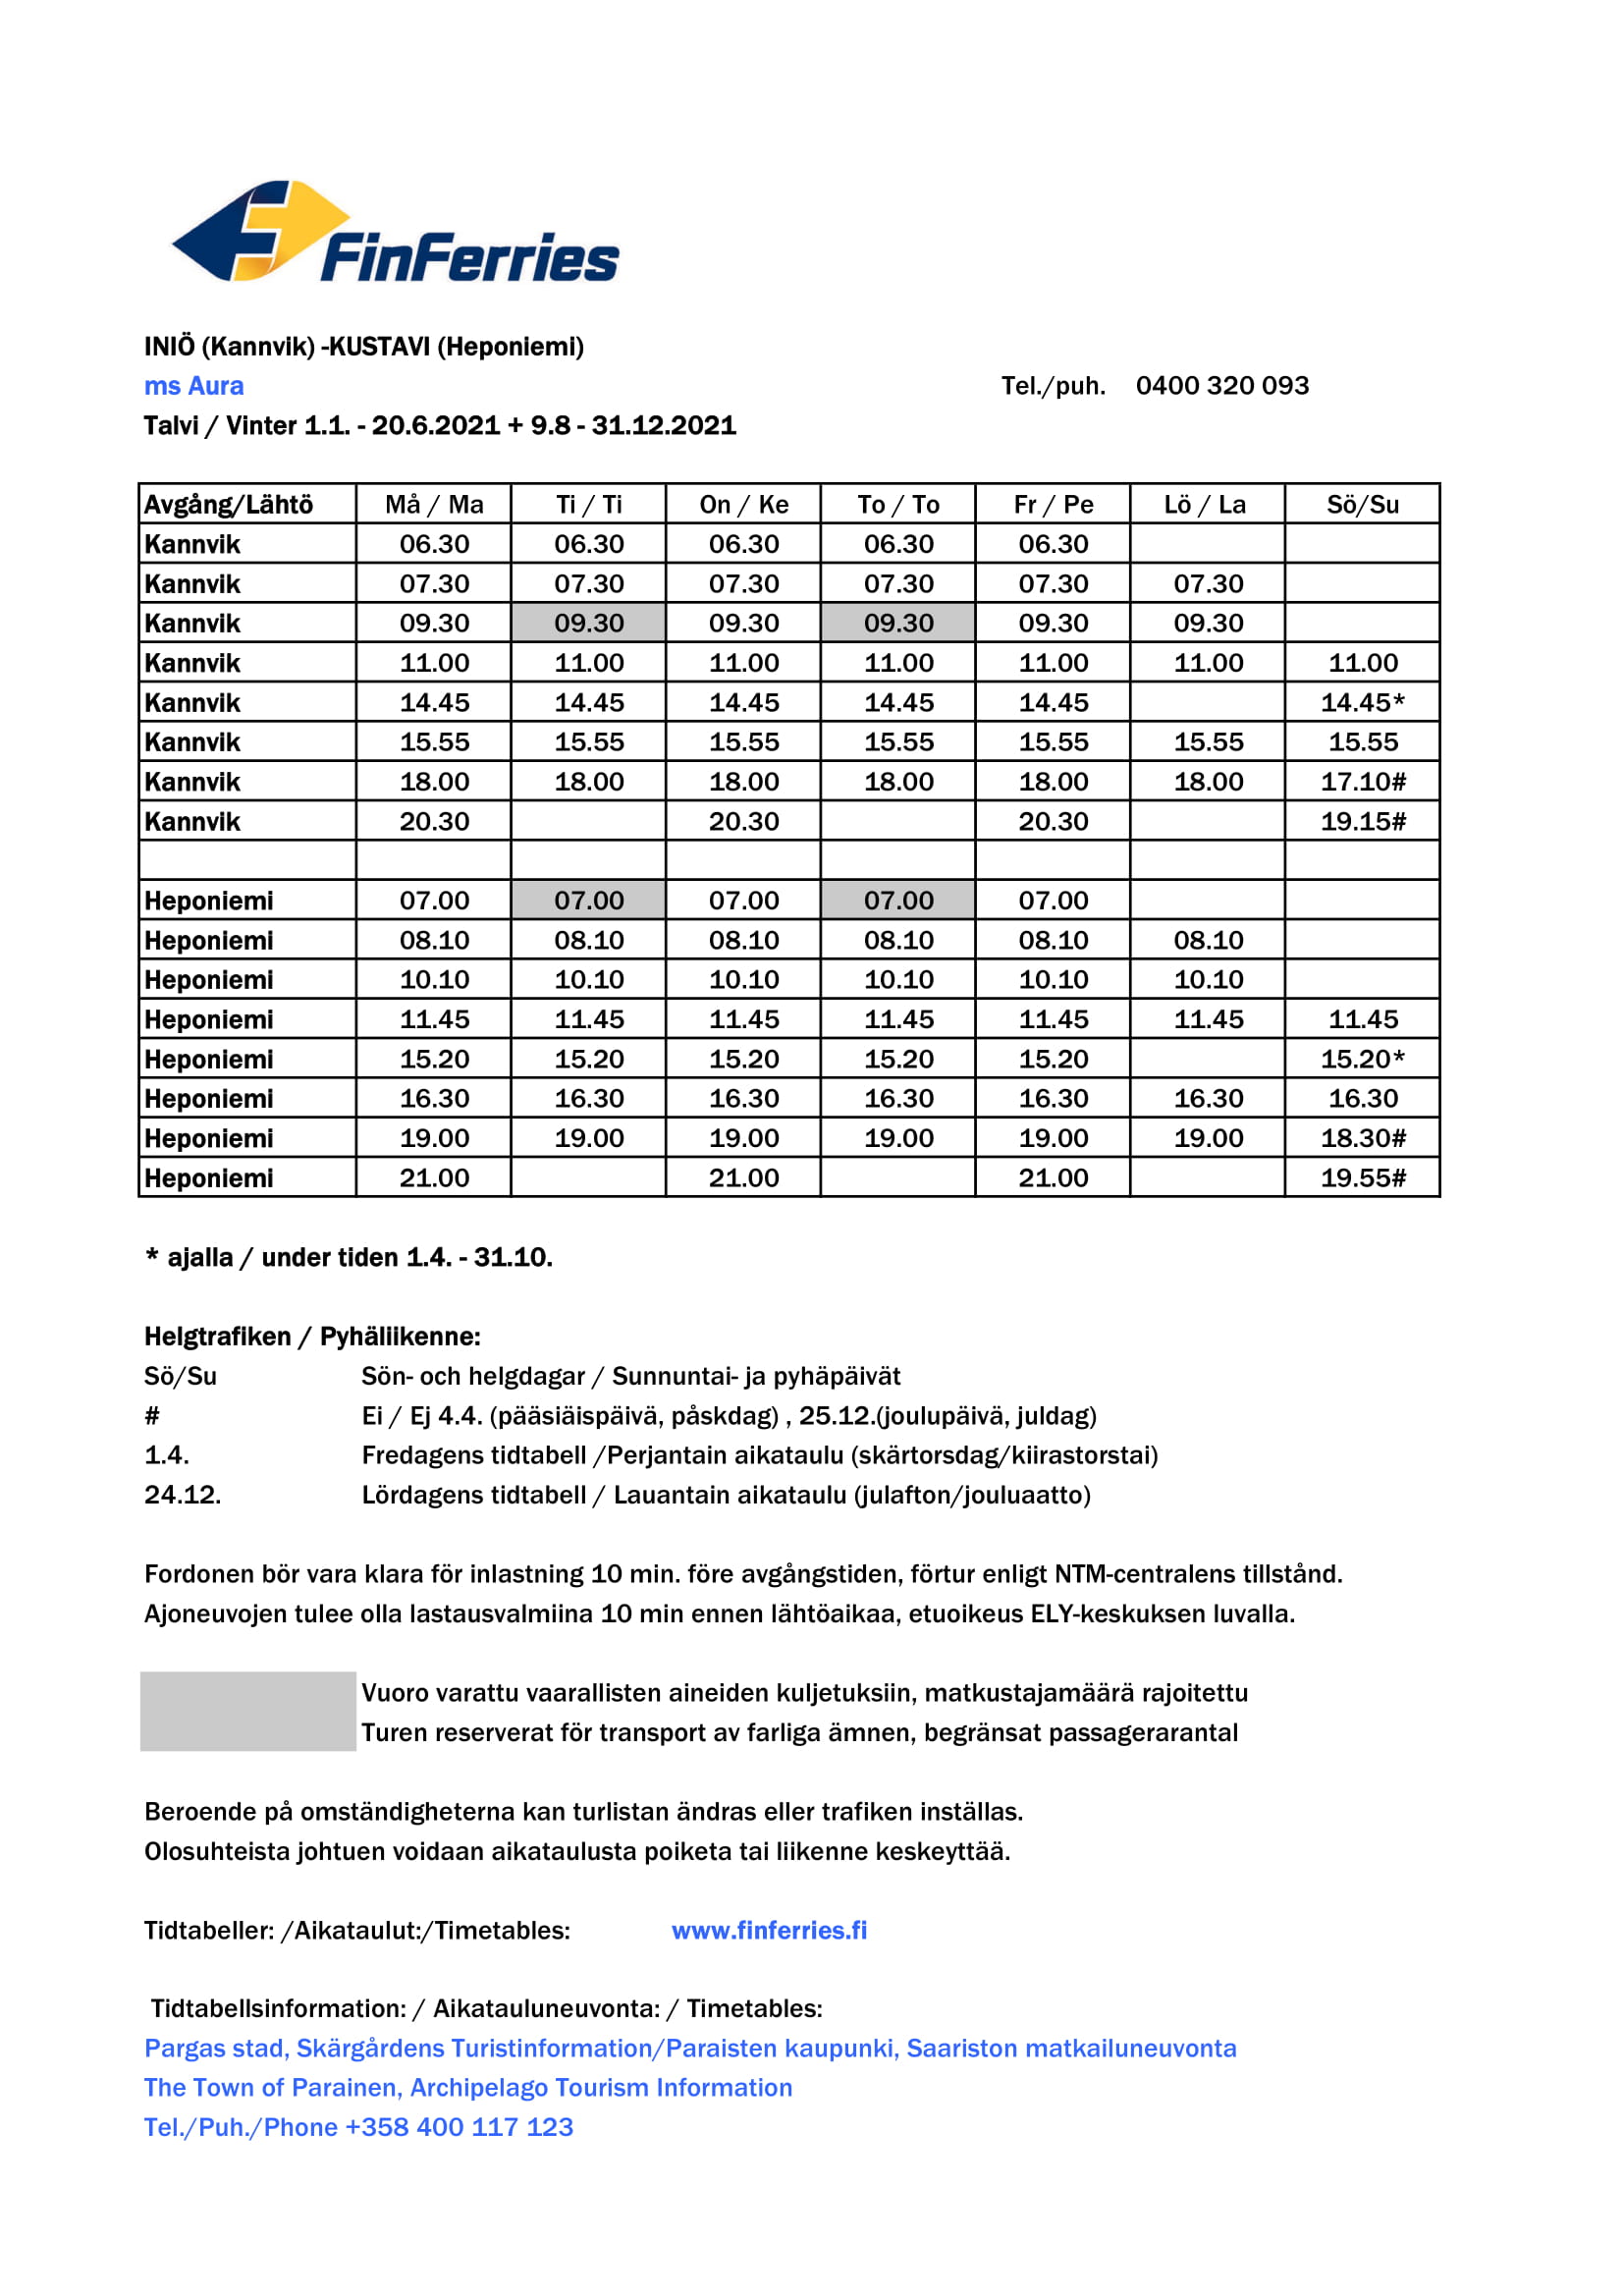 FinFerries
INIÖ (Kannvik) -KUSTAVI (Heponiemi)
ms Aura Tel./puh. 0400 320 093
Talvi / Vinter 1.1. - 20.6.2021 + 9.8 - 31.12.2021
Avgång/Lähtö Må / Ma Ti / Ti On / Ke To / To Fr / Pe Lö / La Sö/Su
Kannvik 06.30 06.30 06.30 06.30 06.30
Kannvik 07.30 07.30 07.30 07.30 07.30 07.30
Kannvik 09.30 09.30 09.30 09.30 09.30 09.30
Kannvik 11.00 11.00 11.00 11.00 11.00 11.00 11.00
Kannvik 14.45 14.45 14.45 14.45 14.45 14.45*
Kannvik 15.55 15.55 15.55 15.55 15.55 15.55 15.55
Kannvik 18.00 18.00 18.00 18.00 18.00 18.00 17.10#
Kannvik 20.30 20.30 20.30 19.15#
Heponiemi 07.00 07.00 07.00 07.00 07.00
Heponiemi 08.10 08.10 08.10 08.10 08.10 08.10
Heponiemi 10.10 10.10 10.10 10.10 10.10 10.10
Heponiemi 11.45 11.45 11.45 11.45 11.45 11.45 11.45
Heponiemi 15.20 15.20 15.20 15.20 15.20 15.20*
Heponiemi 16.30 16.30 16.30 16.30 16.30 16.30 16.30
Heponiemi 19.00 19.00 19.00 19.00 19.00 19.00 18.30#
Heponiemi 21.00 21.00 21.00 19.55#
* ajalla / under tiden 1.4. - 31.10.
Helgtrafiken / Pyhäliikenne:
Sö/Su Sön- och helgdagar / Sunnuntai- ja pyhäpäivät
# Ei / Ej 4.4. (pääsiäispäivä, påskdag) , 25.12.(joulupäivä, juldag)
1.4. Fredagens tidtabell /Perjantain aikataulu (skärtorsdag/kiirastorstai)
24.12. Lördagens tidtabell / Lauantain aikataulu (julafton/jouluaatto)
Fordonen bör vara klara för inlastning 10 min. före avgångstiden, förtur enligt NTM-centralens tillstånd.
Ajoneuvojen tulee olla lastausvalmiina 10 min ennen lähtöaikaa, etuoikeus ELY-keskuksen luvalla.
Vuoro varattu vaarallisten aineiden kuljetuksiin, matkustajamäärä rajoitettu
Turen reserverat för transport av farliga ämnen, begränsat passagerarantal
Beroende på omständigheterna kan turlistan ändras eller trafiken inställas.
Olosuhteista johtuen voidaan aikataulusta poiketa tai liikenne keskeyttää.
Tidtabeller: /Aikataulut:/Timetables: www.finferries.fi
Tidtabellsinformation: / Aikatauluneuvonta: / Timetables:
Pargas stad, Skärgårdens Turistinformation/Paraisten kaupunki, Saariston matkailuneuvonta
The Town of Parainen, Archipelago Tourism Information
Tel./Puh./Phone +358 400 117 123